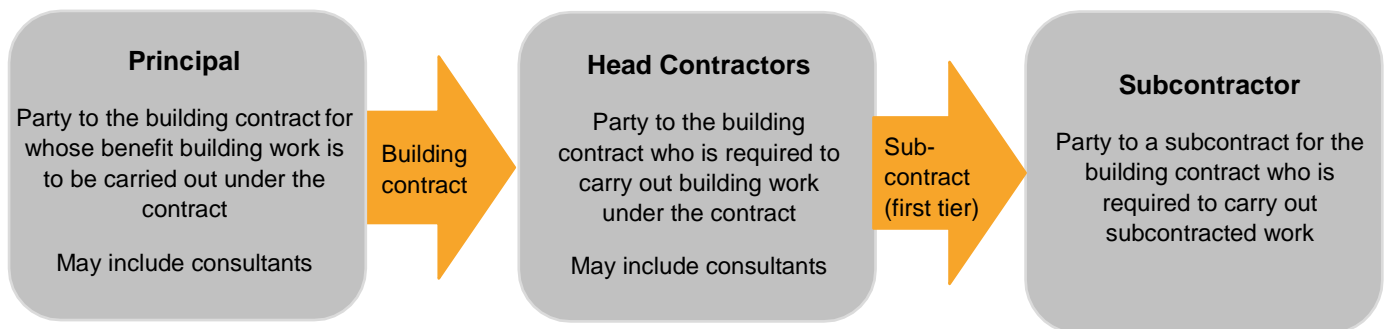 Principal
Party to the building contract for
whose benefit building work is
to be carried out under the
contract
May include consultants
Building
contract
Head Contractors
Party to the building
contract who is required to
carry out building work
under the contract
May include consultants
Sub-
contract
(first tier)
Subcontractor
Party to a subcontract for the
building contract who is
required to carry out
subcontracted work